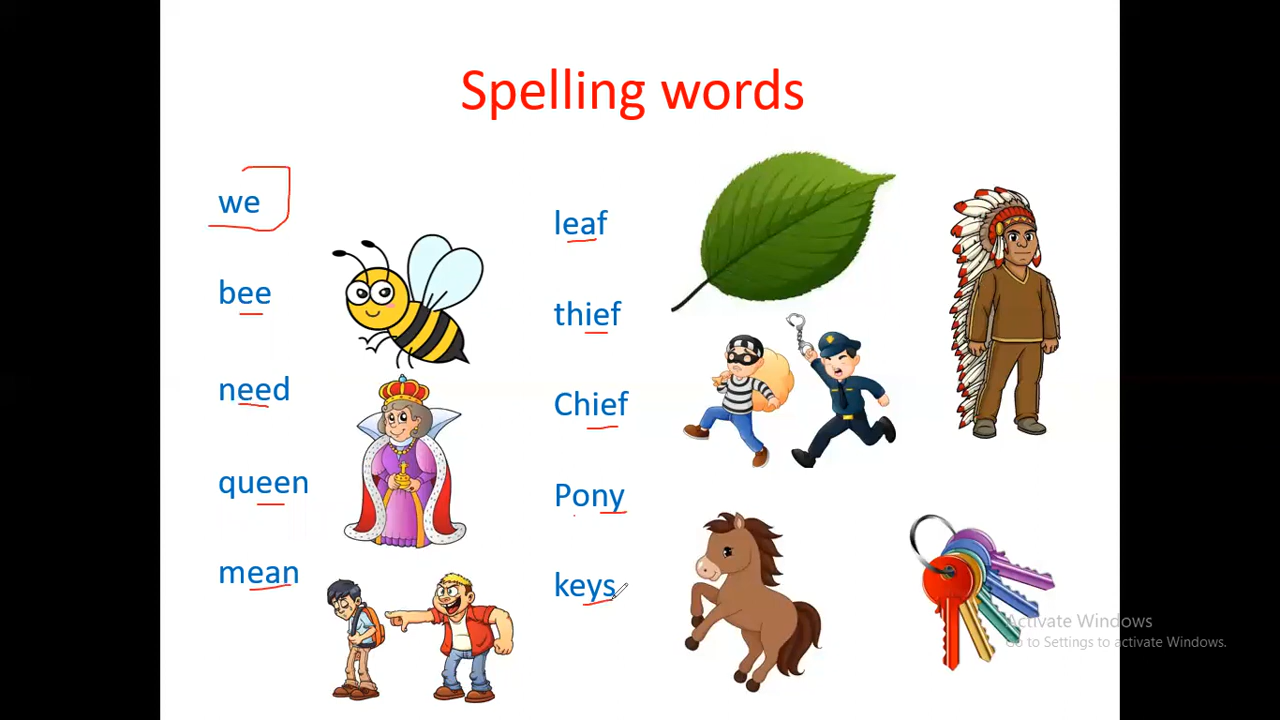 Spelling words
we
bee
need
queen
mean
leaf
thief
Chief
Pony
keys
Activate Windows
Go to Settings to activate Windows.